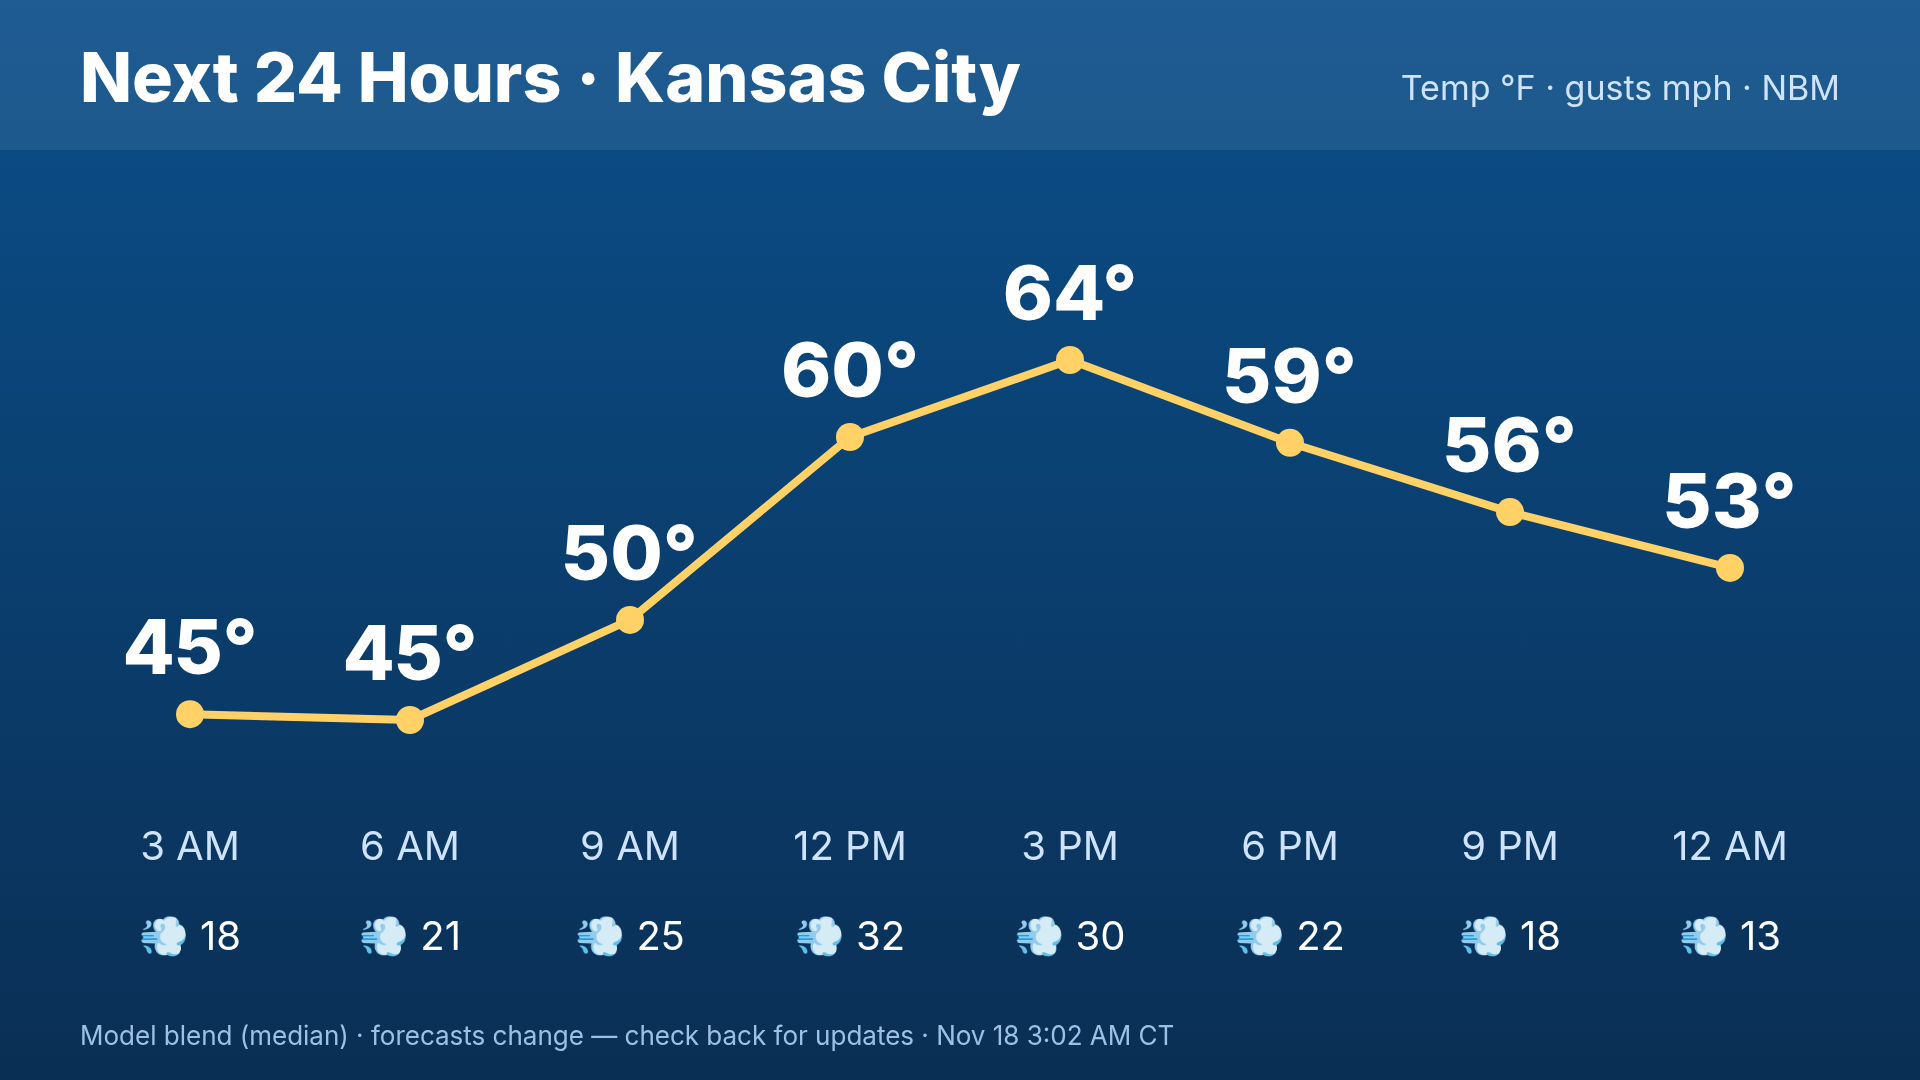 Next 24 Hours · Kansas City
Temp °F · gusts mph · NBM
64°
60°
59°
56°
53°
50°
45°
45°
3 AM
6 AM
9 AM
12 PM
3 PM
6 PM
9 PM
12 AM
💨 18
💨 21
💨 25
💨 32
💨 30
💨 22
💨 18
💨 13
Model blend (median) · forecasts change — check back for updates · Nov 18 3:02 AM CT